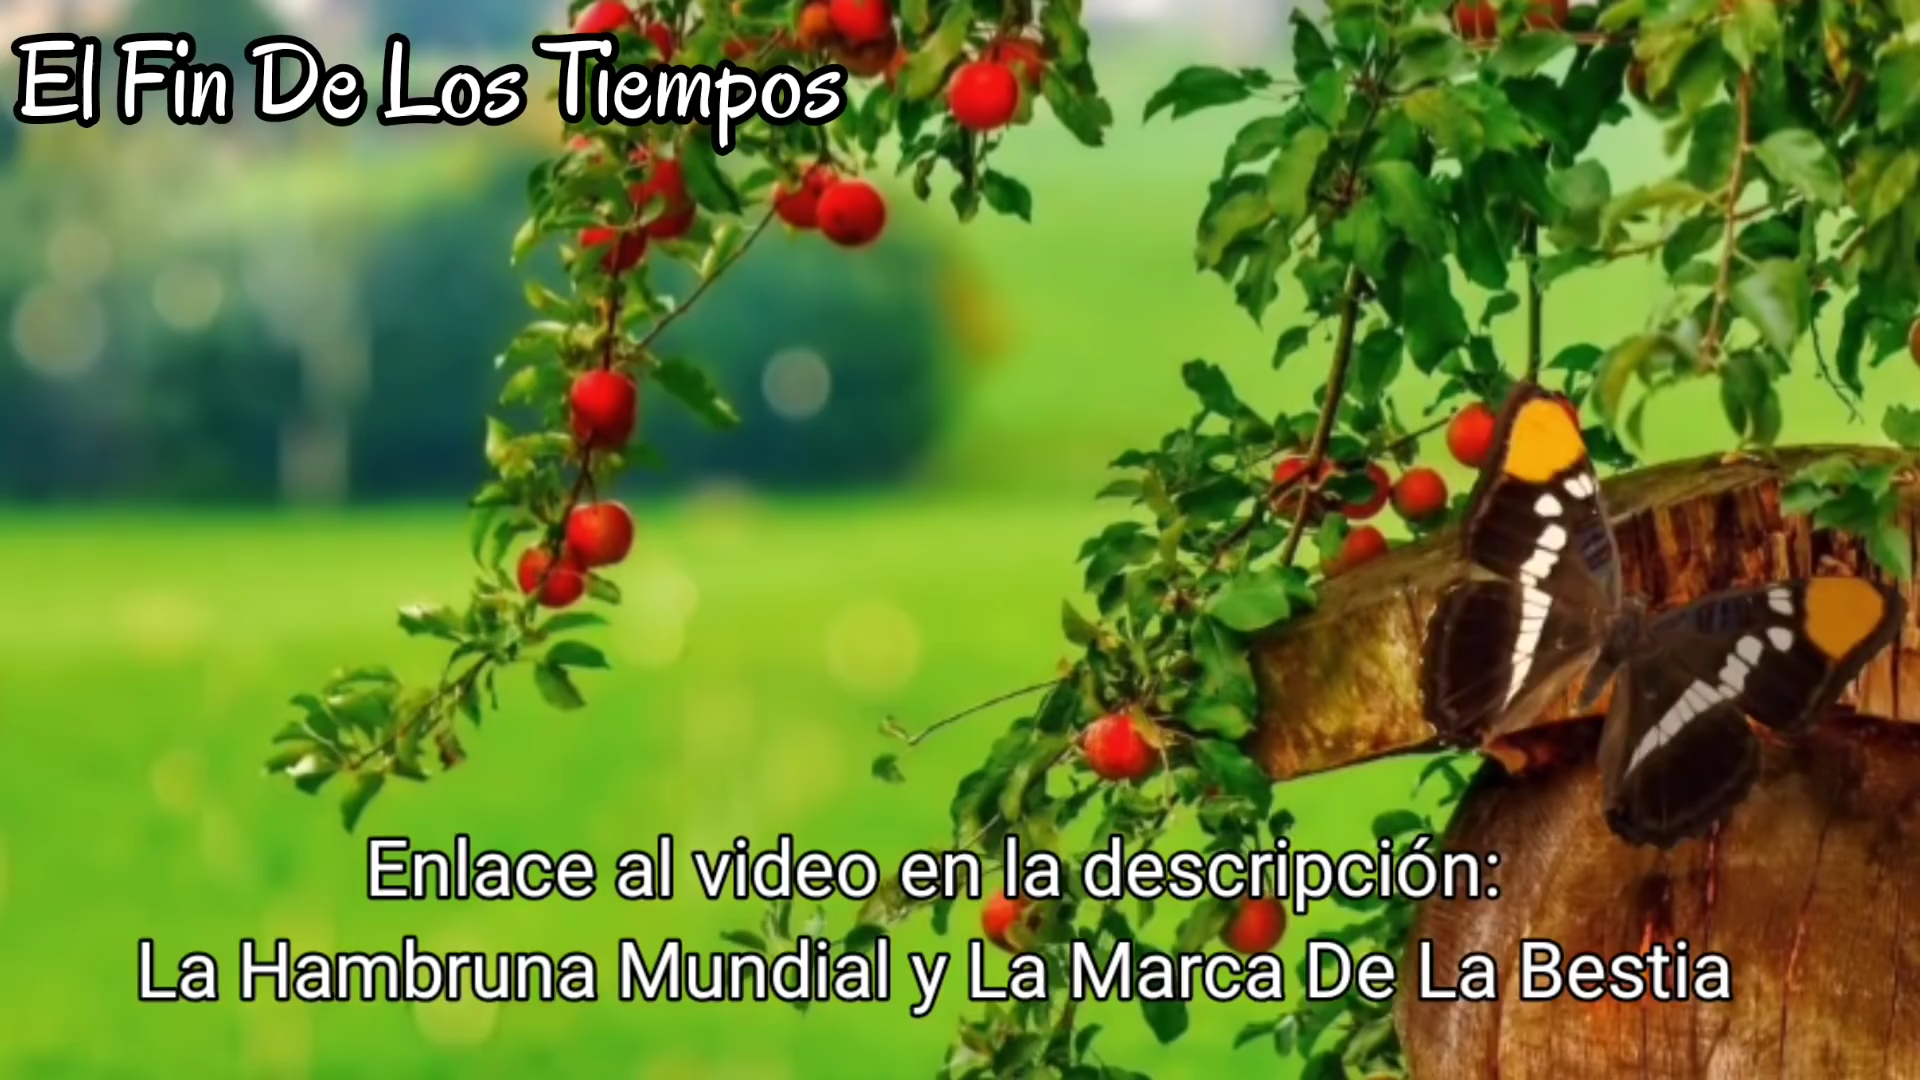 El Fin De Los Tiempos
Enlace al video en la descripción:
La Hambruna Mundial y La Marca De La Bestia